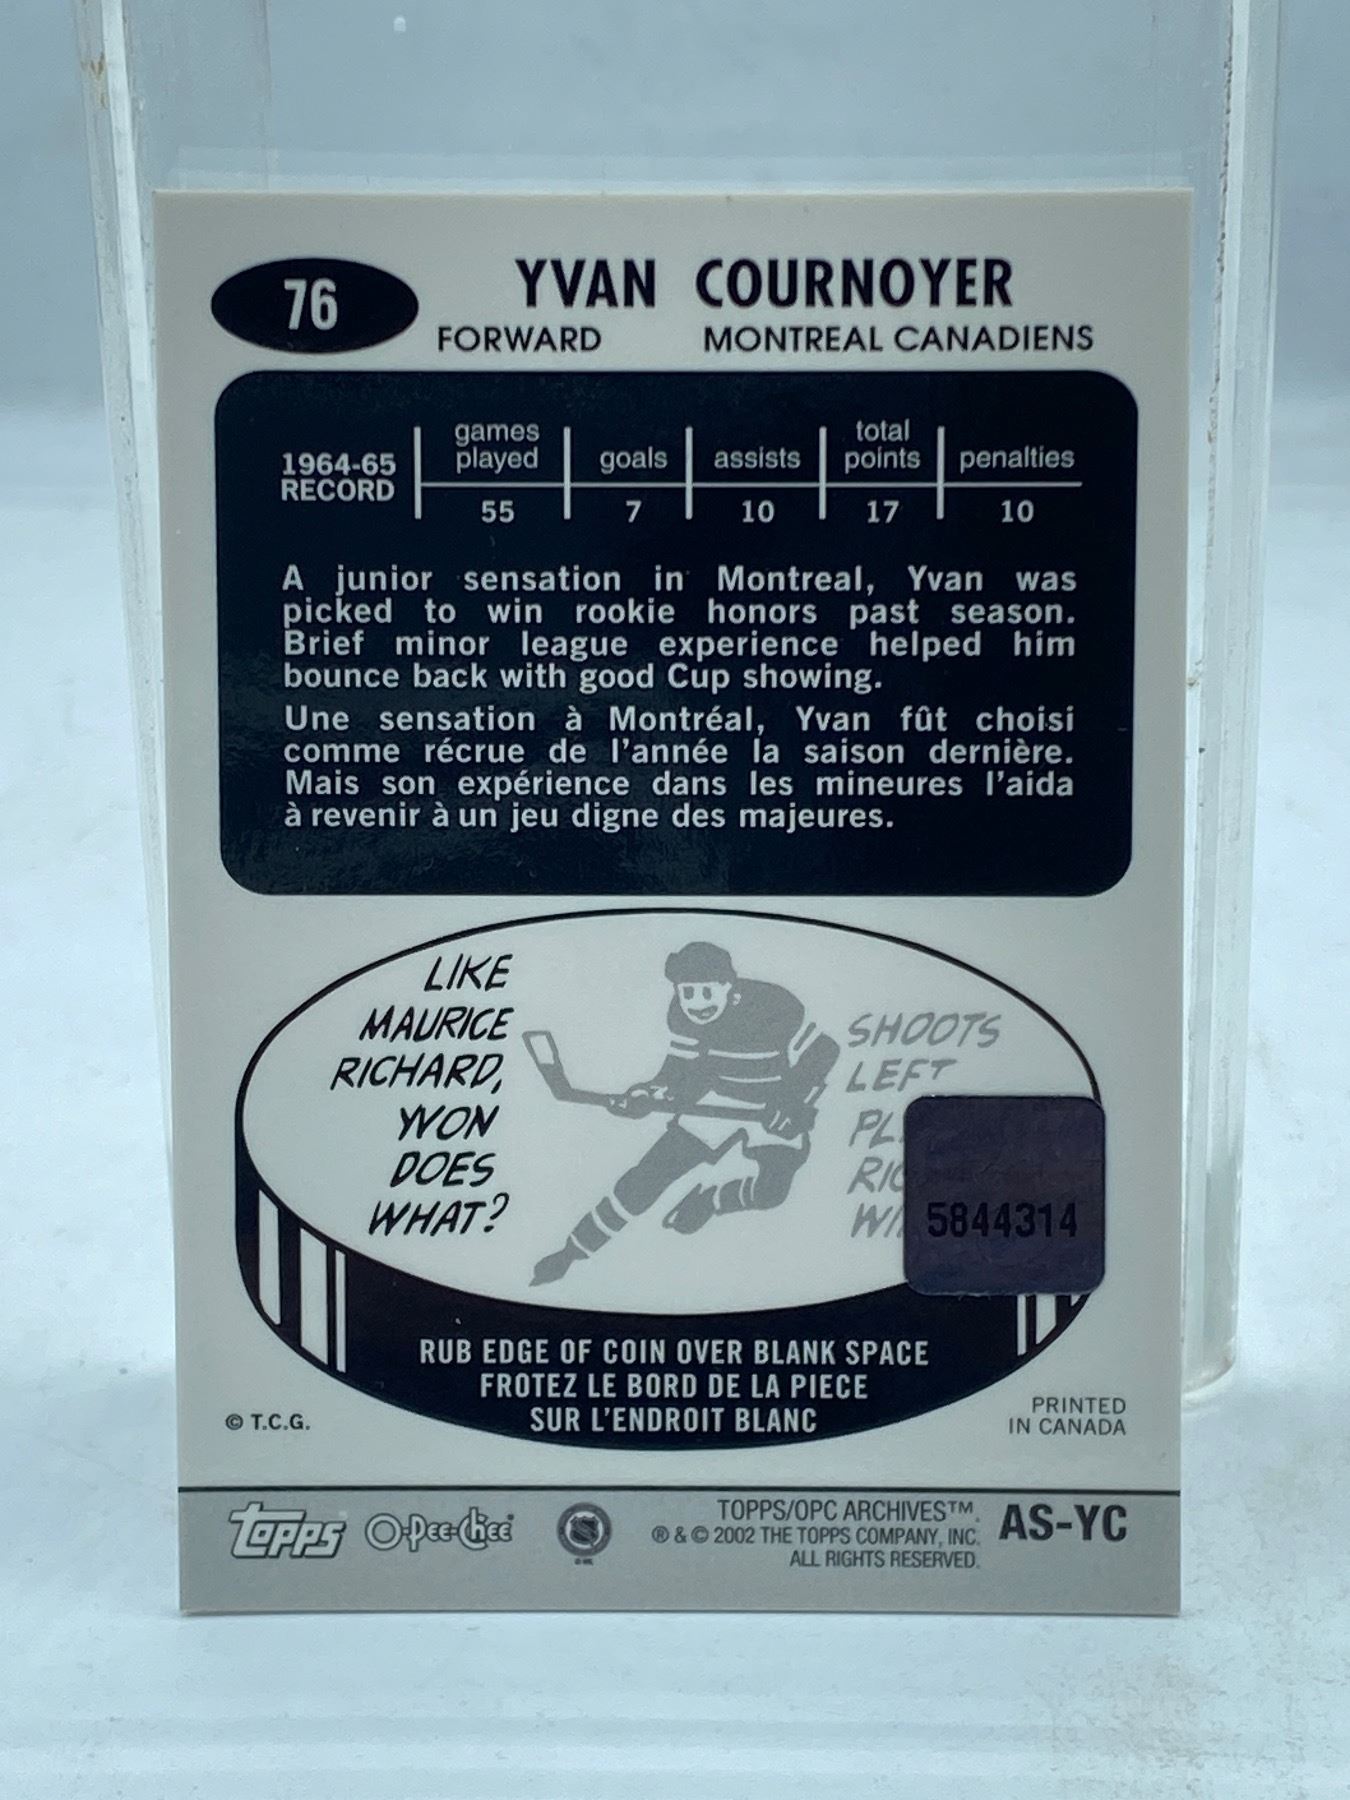 76
YVAN COURNOYER
FORWARD MONTREAL CANADIENS
1964-65 RECORD
games played goals assists total points penalties
55 7 10 17 10
A junior sensation in Montreal, Yvan was
picked to win rookie honors past season.
Brief minor league experience helped him
bounce back with good Cup showing.
Une sensation à Montréal, Yvan fût choisi
comme récrue de l'année la saison dernière.
Mais son expérience dans les mineures l'aida
à revenir à un jeu digne des majeures.
LIKE
MAURICE
RICHARD,
YVON
DOES
WHAT?
SHOOTS
LEFT
5844314
RUB EDGE OF COIN OVER BLANK SPACE
FROTEZ LE BORD DE LA PIECE
SUR L'ENDROIT BLANC
© T.C.G.
PRINTED
IN CANADA
Topps O-Pee-Chee
TOPPS/OPC ARCHIVES™.
® & © 2002 THE TOPPS COMPANY, INC.
ALL RIGHTS RESERVED.
AS-YC